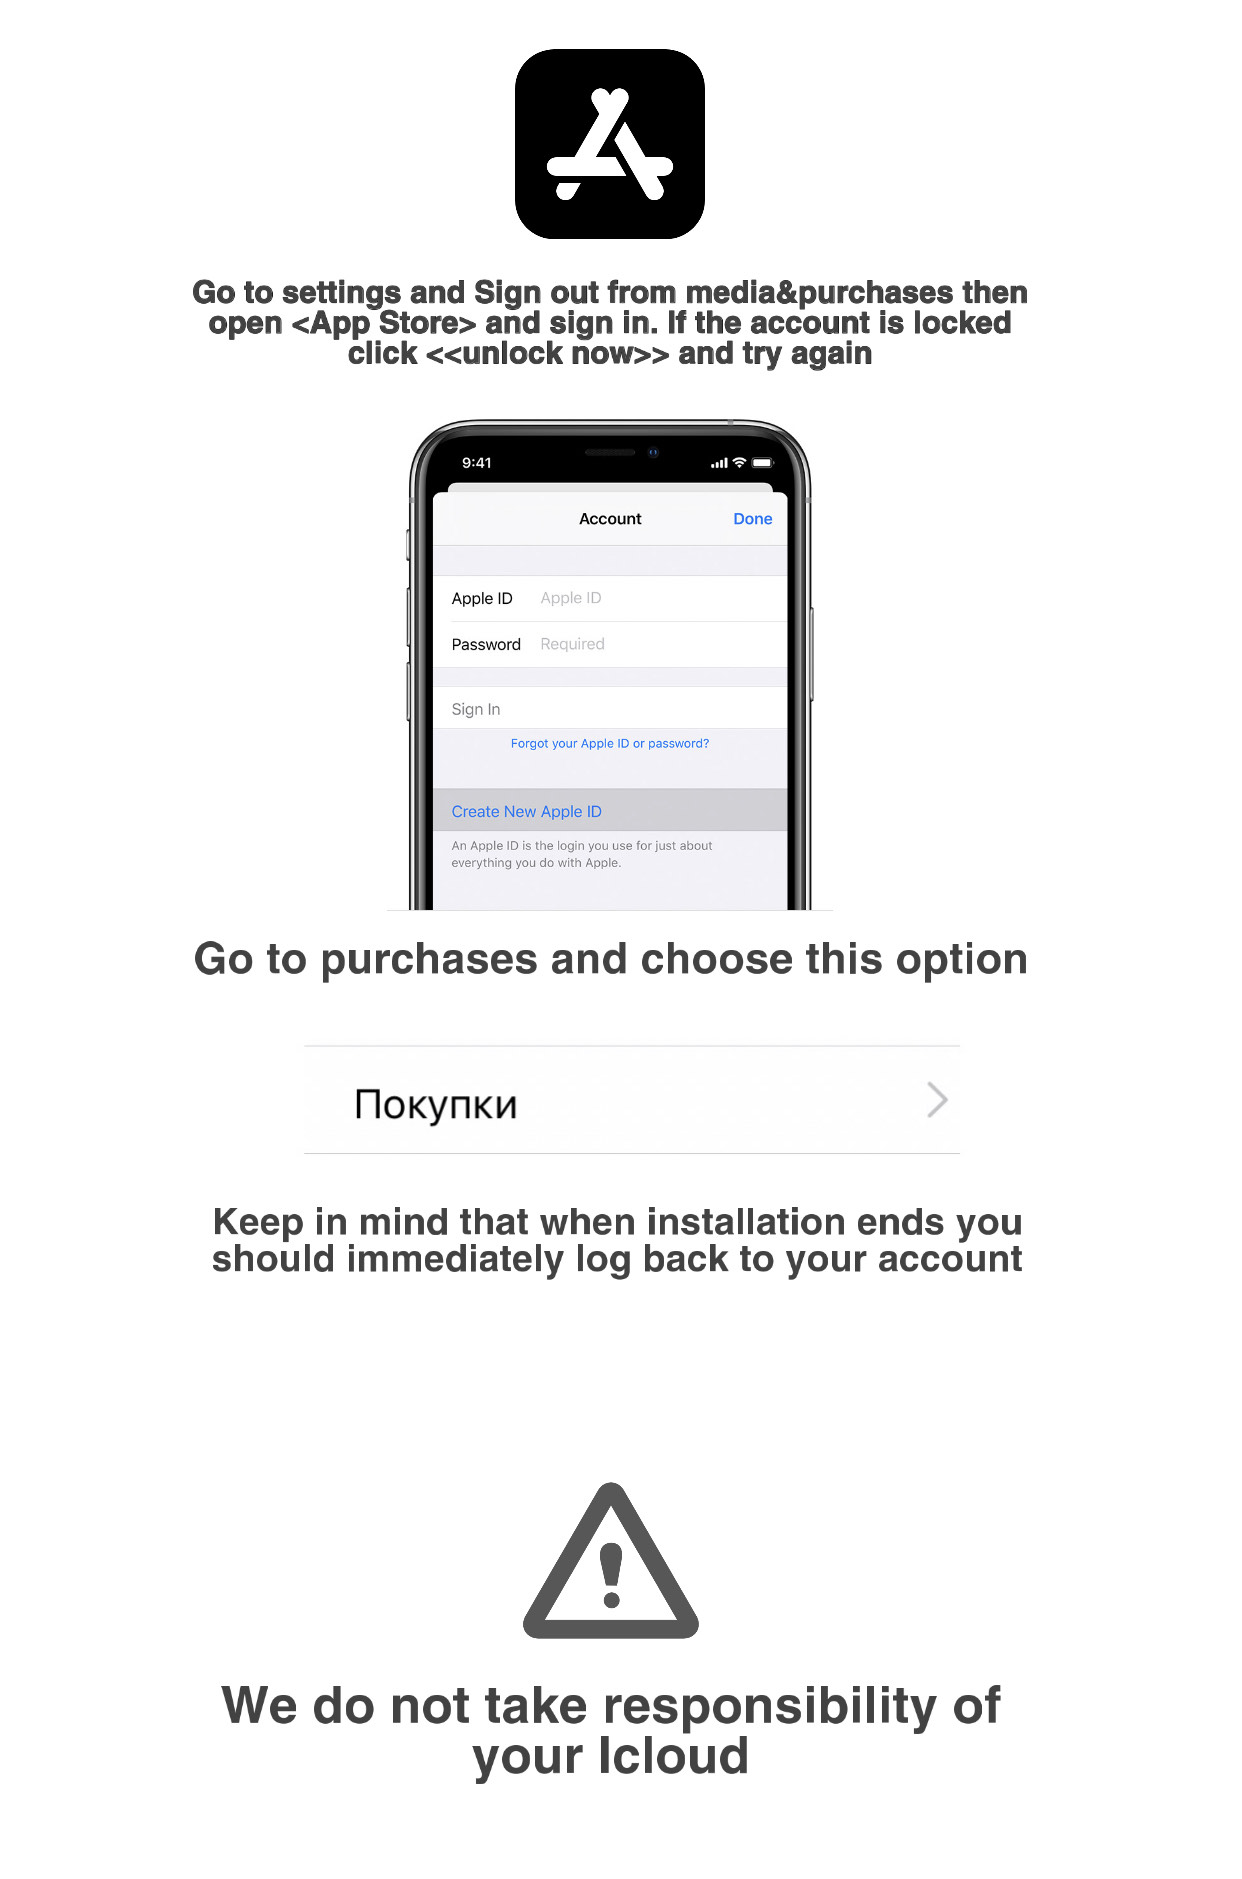 Go to settings and Sign out from media&purchases then
open <App Store> and sign in. If the account is locked
click <<unlock now>> and try again
9:41
Account
Done
Apple ID
Apple ID
Password
Required
Sign In
Forgot your Apple ID or password?
Create New Apple ID
An Apple ID is the login you use for just about
everything you do with Apple.
Go to purchases and choose this option
Покупки
Keep in mind that when installation ends you
should immediately log back to your account
We do not take responsibility of
your Icloud